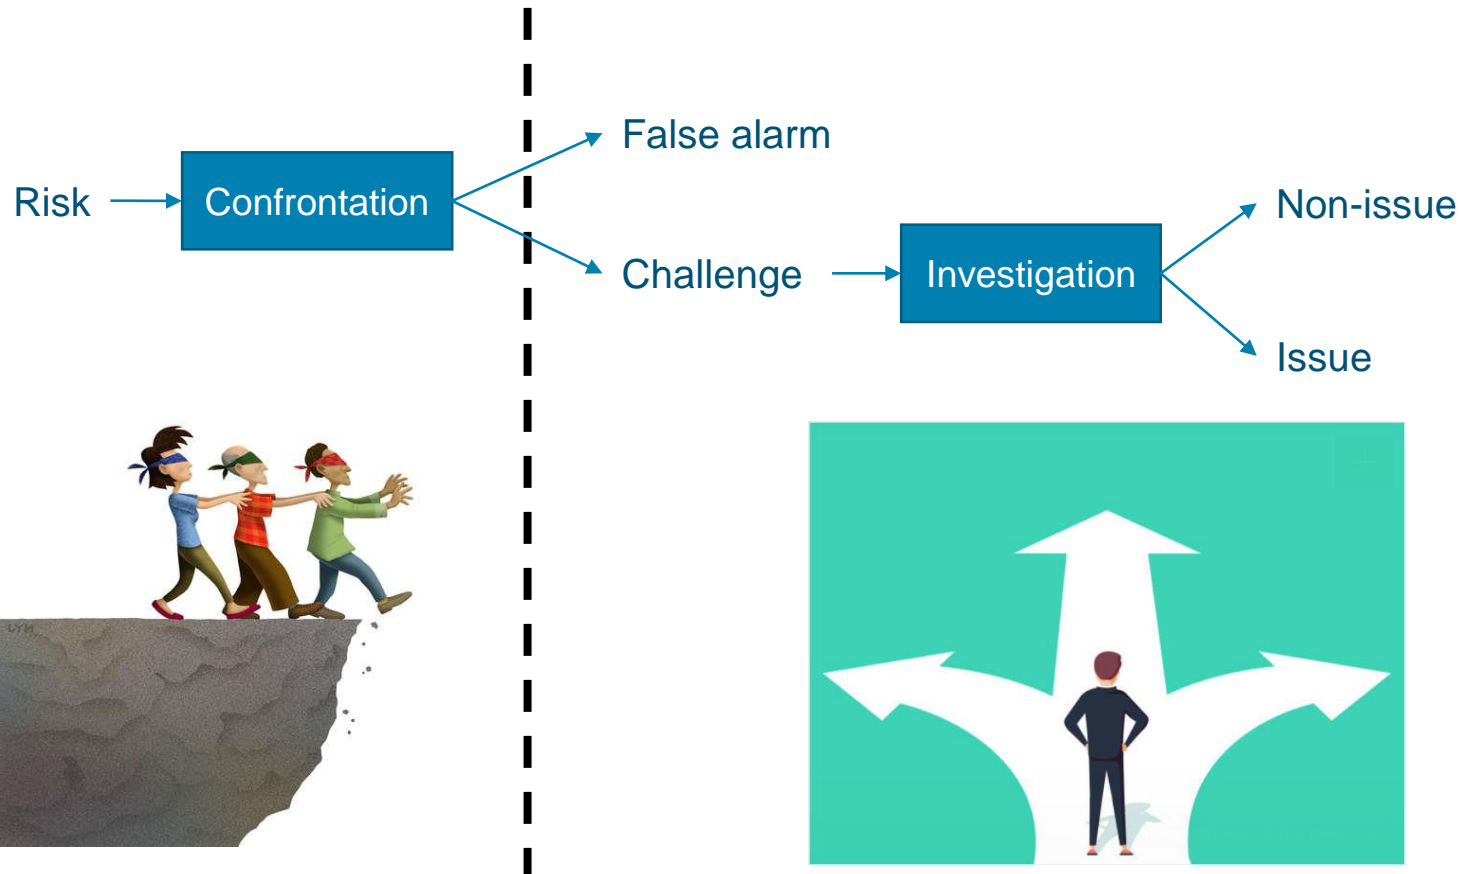 Risk
Confrontation
False alarm
Challenge
Investigation
Non-issue
Issue